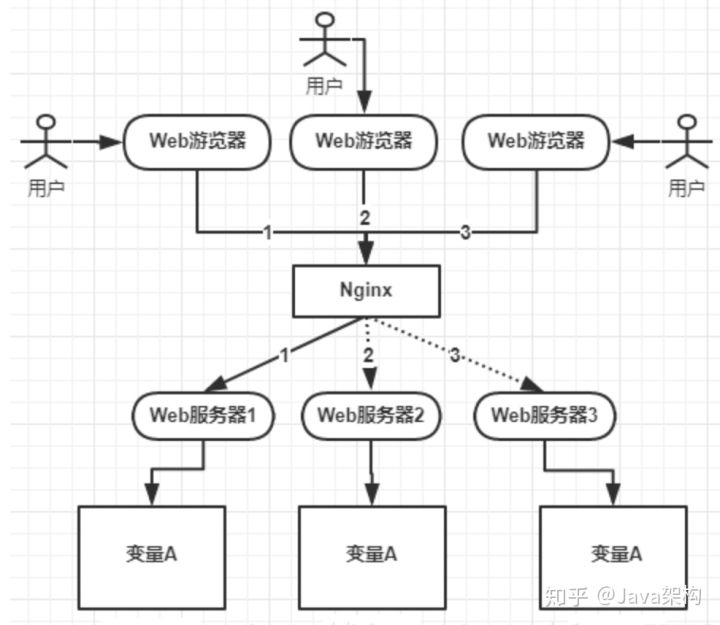 用户
用户
Web游览器
Web游览器
Web游览器
用户
1
2
3
Nginx
1
2
3
Web服务器1
Web服务器2
Web服务器3
变量A
变量A
变量A
知乎 @Java架构